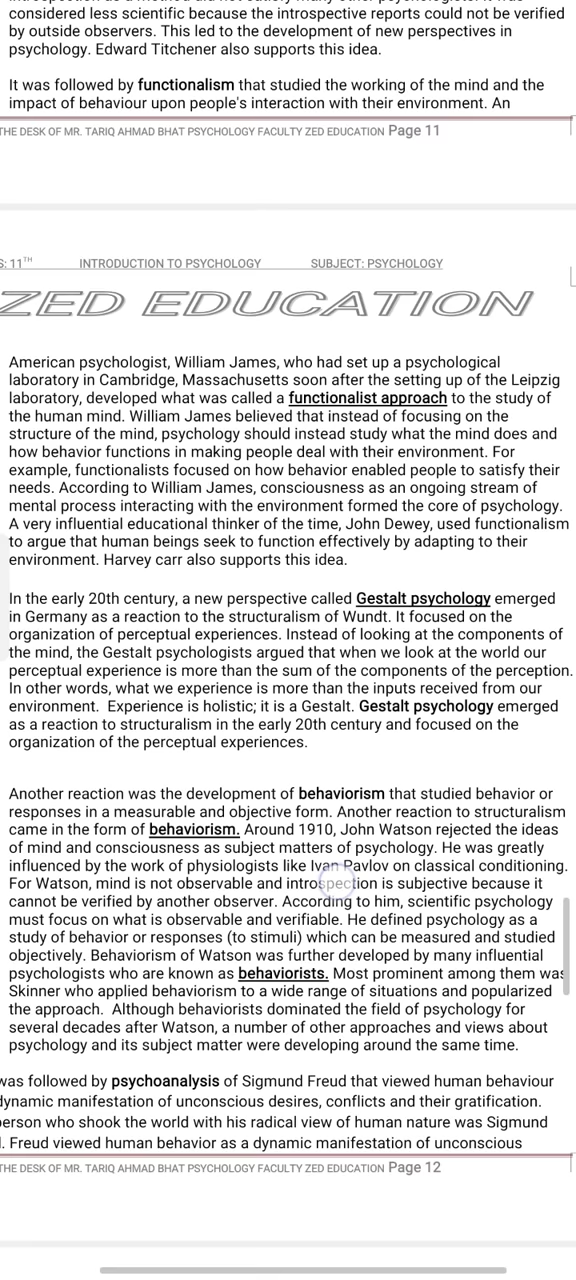 considered less scientific because the introspective reports could not be verified
by outside observers. This led to the development of new perspectives in
psychology. Edward Titchener also supports this idea.
It was followed by functionalism that studied the working of the mind and the
impact of behaviour upon people's interaction with their environment. An
THE DESK OF MR. TARIQ AHMAD BHAT PSYCHOLOGY FACULTY ZED EDUCATION Page 11
S: 11TH INTRODUCTION TO PSYCHOLOGY SUBJECT: PSYCHOLOGY
ZED EDUCATION
American psychologist, William James, who had set up a psychological
laboratory in Cambridge, Massachusetts soon after the setting up of the Leipzig
laboratory, developed what was called a functionalist approach to the study of
the human mind. William James believed that instead of focusing on the
structure of the mind, psychology should instead study what the mind does and
how behavior functions in making people deal with their environment. For
example, functionalists focused on how behavior enabled people to satisfy their
needs. According to William James, consciousness as an ongoing stream of
mental process interacting with the environment formed the core of psychology.
A very influential educational thinker of the time, John Dewey, used functionalism
to argue that human beings seek to function effectively by adapting to their
environment. Harvey carr also supports this idea.
In the early 20th century, a new perspective called Gestalt psychology emerged
in Germany as a reaction to the structuralism of Wundt. It focused on the
organization of perceptual experiences. Instead of looking at the components of
the mind, the Gestalt psychologists argued that when we look at the world our
perceptual experience is more than the sum of the components of the perception.
In other words, what we experience is more than the inputs received from our
environment. Experience is holistic; it is a Gestalt. Gestalt psychology emerged
as a reaction to structuralism in the early 20th century and focused on the
organization of the perceptual experiences.
Another reaction was the development of behaviorism that studied behavior or
responses in a measurable and objective form. Another reaction to structuralism
came in the form of behaviorism. Around 1910, John Watson rejected the ideas
of mind and consciousness as subject matters of psychology. He was greatly
influenced by the work of physiologists like Ivan Pavlov on classical conditioning.
For Watson, mind is not observable and introspection is subjective because it
cannot be verified by another observer. According to him, scientific psychology
must focus on what is observable and verifiable. He defined psychology as a
study of behavior or responses (to stimuli) which can be measured and studied
objectively. Behaviorism of Watson was further developed by many influential
psychologists who are known as behaviorists. Most prominent among them was
Skinner who applied behaviorism to a wide range of situations and popularized
the approach. Although behaviorists dominated the field of psychology for
several decades after Watson, a number of other approaches and views about
psychology and its subject matter were developing around the same time.
was followed by psychoanalysis of Sigmund Freud that viewed human behaviour
dynamic manifestation of unconscious desires, conflicts and their gratification.
person who shook the world with his radical view of human nature was Sigmund
. Freud viewed human behavior as a dynamic manifestation of unconscious
THE DESK OF MR. TARIQ AHMAD BHAT PSYCHOLOGY FACULTY ZED EDUCATION Page 12